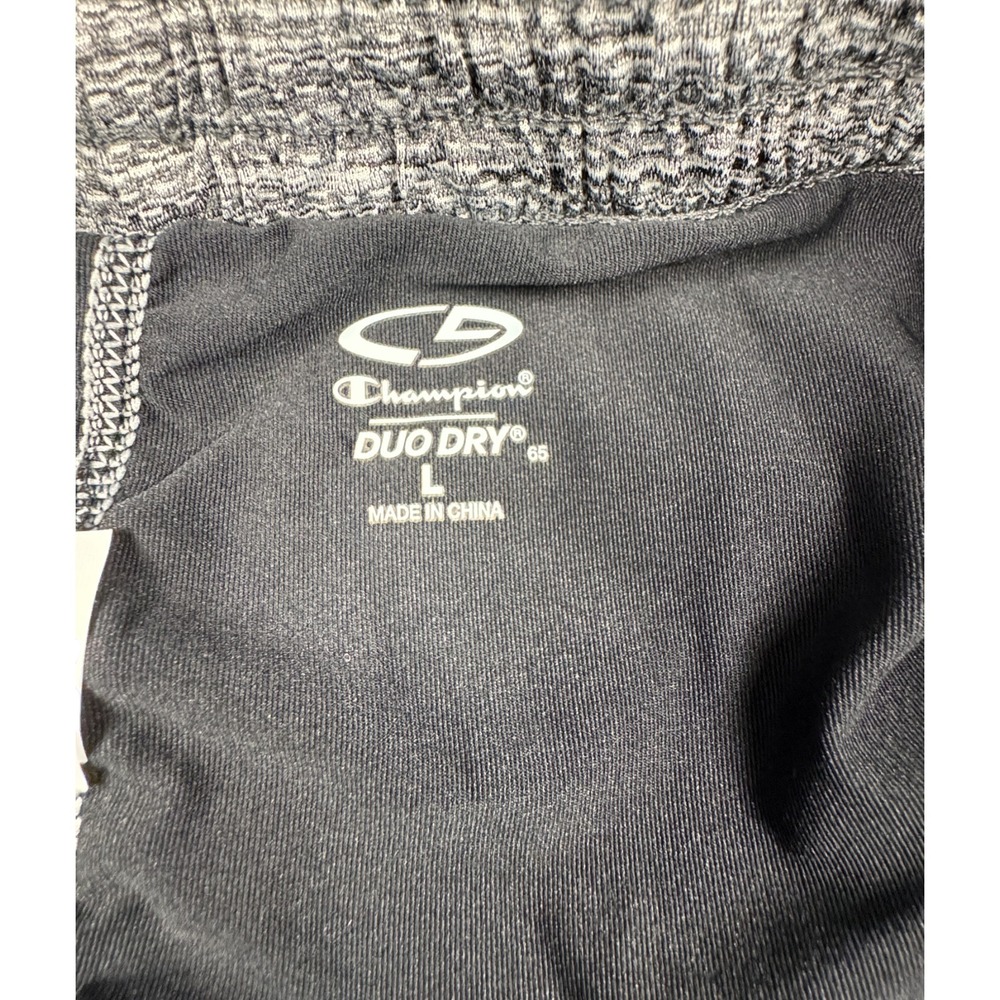 Champion®
DUO DRY® 65
L
MADE IN CHINA